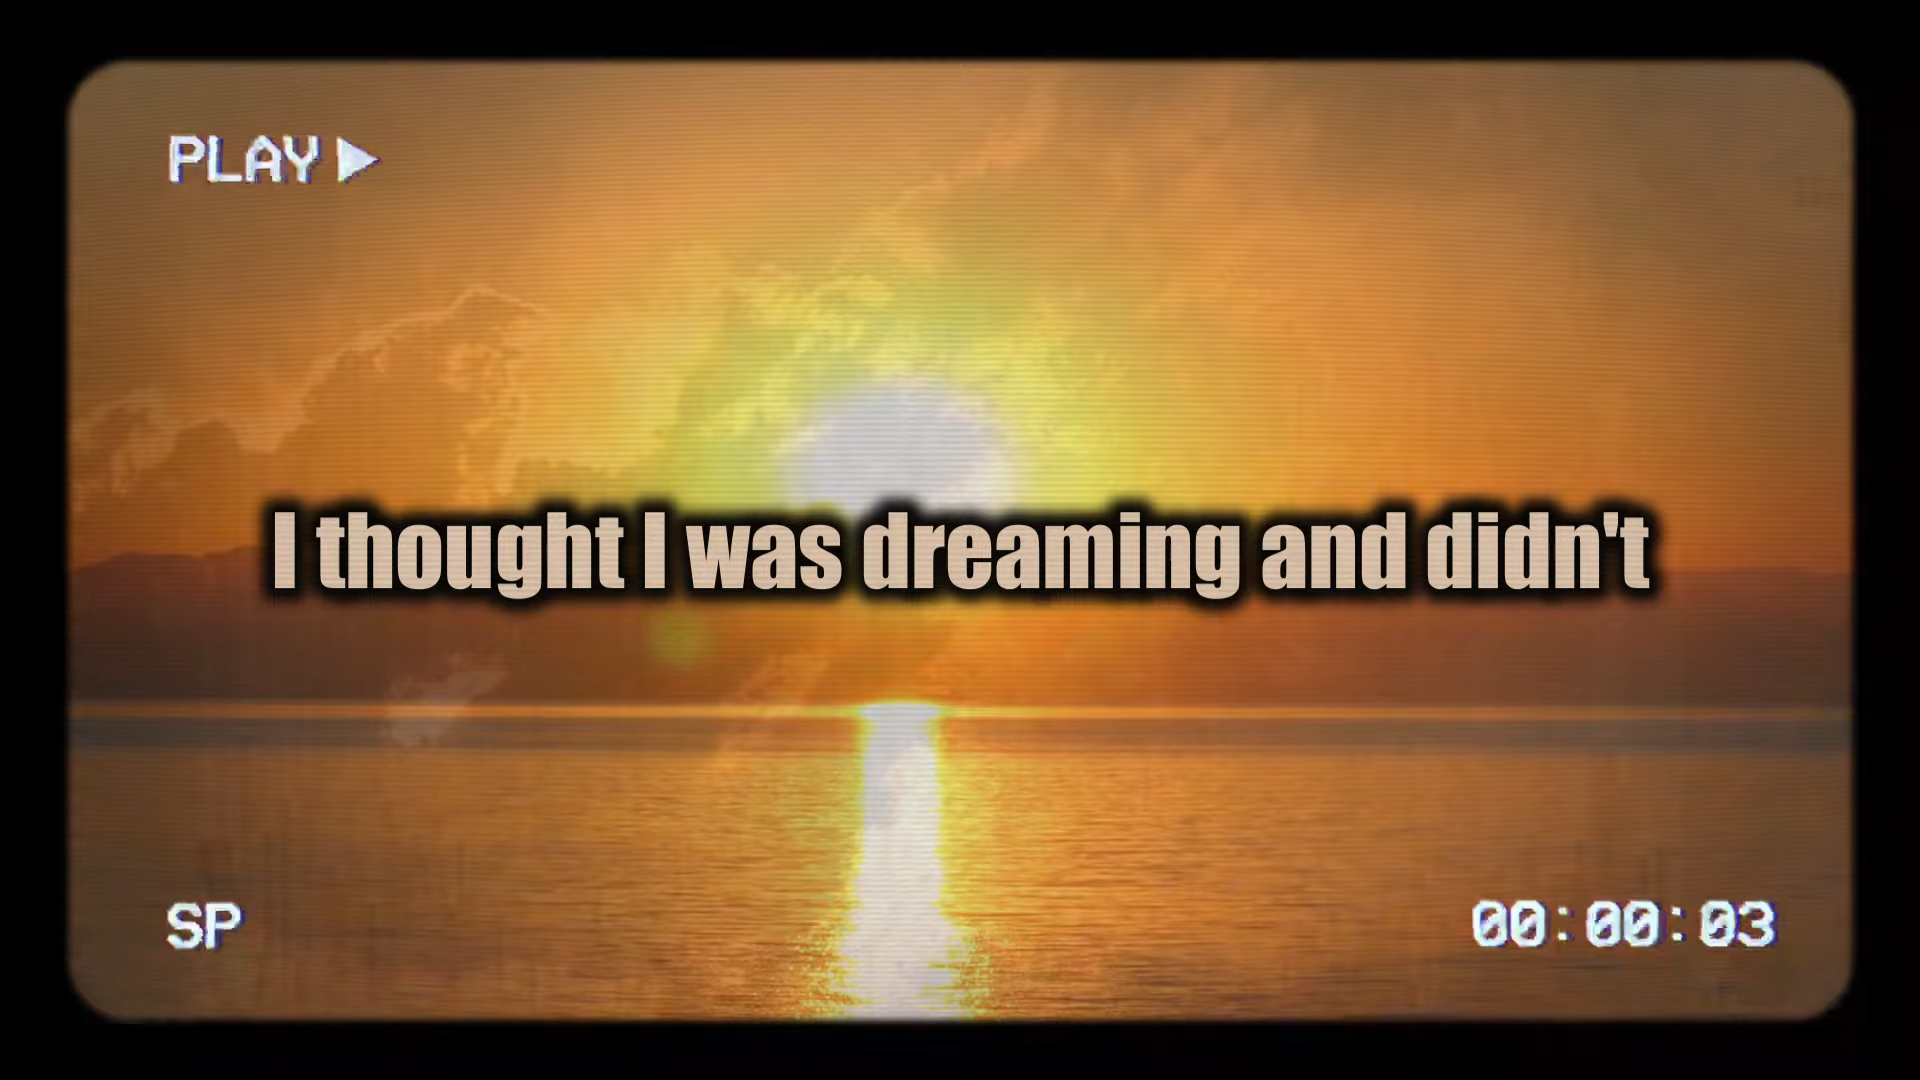 PLAY ▶
I thought I was dreaming and didn't
SP
00:00:03